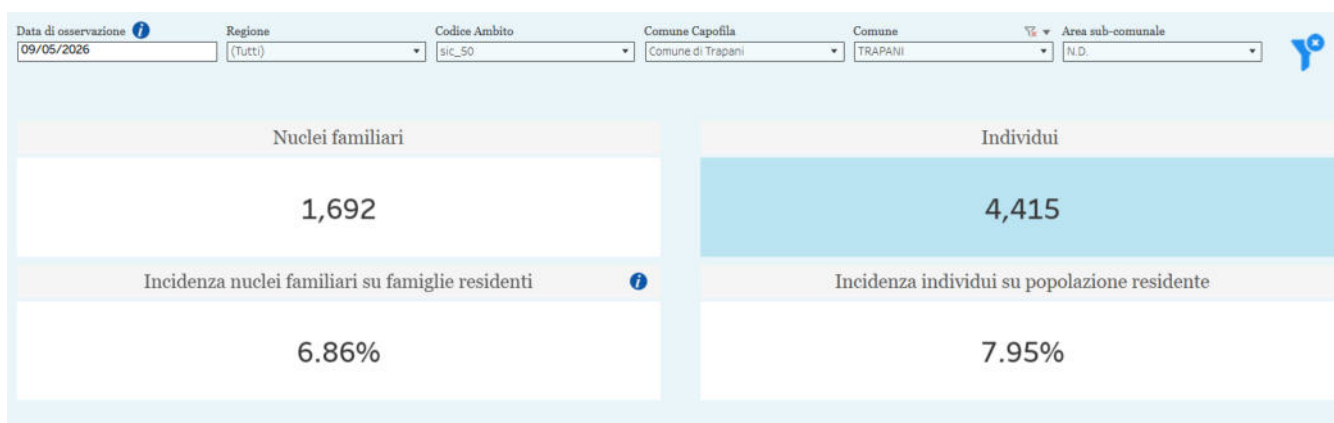 Data di osservazione i Regione Codice Ambito Comune Capofila Comune Area sub-comunale
09/05/2026 (Tutti) sic_50 Comune di Trapani TRAPANI N.D.
Nuclei familiari Individui
1,692 4,415
Incidenza nuclei familiari su famiglie residenti i Incidenza individui su popolazione residente
6.86% 7.95%